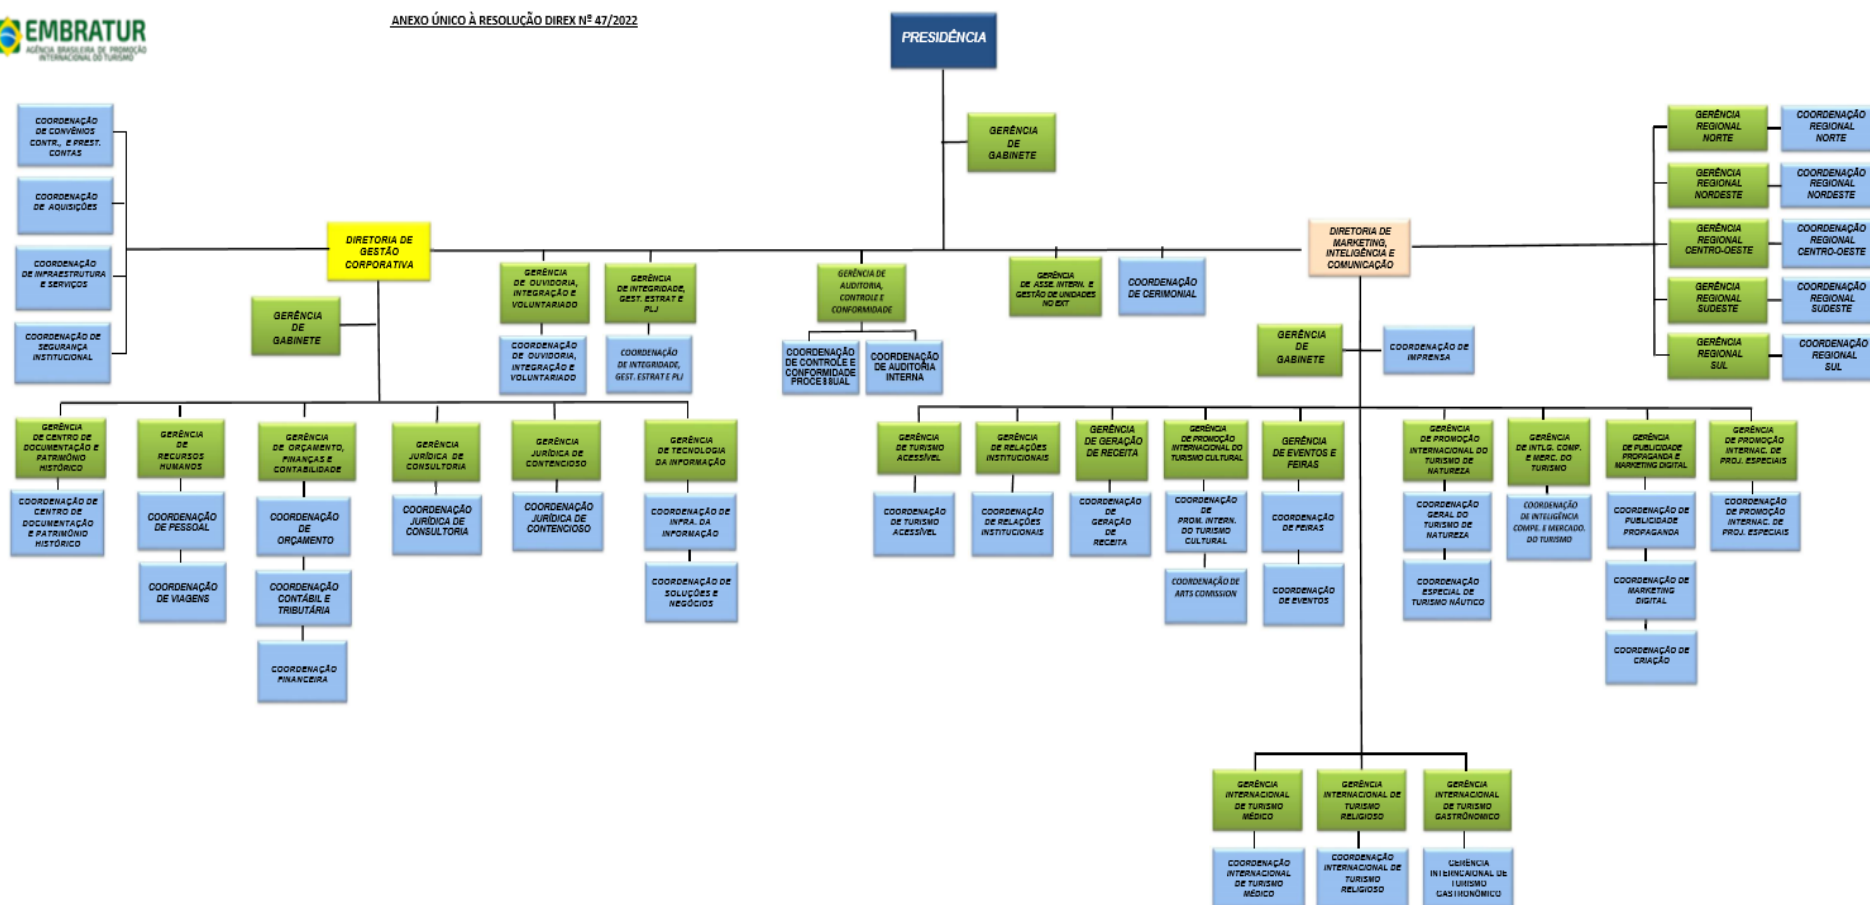 EMBRATUR
AGÊNCIA BRASILEIRA DE PROMOÇÃO
INTERNACIONAL DO TURISMO
ANEXO ÚNICO À RESOLUÇÃO DIREX Nº 47/2022
PRESIDÊNCIA
GERÊNCIA
DE
GABINETE
COORDENAÇÃO
DE CONVÊNIOS
CONTR., E PREST.
CONTAS
COORDENAÇÃO
DE AQUISIÇÕES
COORDENAÇÃO
DE INFRAESTRUTURA
E SERVIÇOS
COORDENAÇÃO DE
SEGURANÇA
INSTITUCIONAL
DIRETORIA DE
GESTÃO
CORPORATIVA
GERÊNCIA
DE
GABINETE
GERÊNCIA
DE OUVIDORIA,
INTEGRAÇÃO E
VOLUNTARIADO
COORDENAÇÃO
DE OUVIDORIA,
INTEGRAÇÃO E
VOLUNTARIADO
GERÊNCIA
DE INTEGRIDADE,
GEST. ESTRAT E
PLJ
COORDENAÇÃO
DE INTEGRIDADE,
GEST. ESTRAT E PLJ
GERÊNCIA DE
AUDITORIA,
CONTROLE E
CONFORMIDADE
COORDENAÇÃO
DE CONTROLE E
CONFORMIDADE
PROCESSUAL
COORDENAÇÃO
DE AUDITORIA
INTERNA
GERÊNCIA
DE ASSE. INTERN. E
GESTÃO DE UNIDADES
NO EXT
COORDENAÇÃO
DE CERIMONIAL
DIRETORIA DE
MARKETING,
INTELIGÊNCIA E
COMUNICAÇÃO
GERÊNCIA
DE
GABINETE
COORDENAÇÃO DE
IMPRENSA
GERÊNCIA
REGIONAL
NORTE
COORDENAÇÃO
REGIONAL
NORTE
GERÊNCIA
REGIONAL
NORDESTE
COORDENAÇÃO
REGIONAL
NORDESTE
GERÊNCIA
REGIONAL
CENTRO-OESTE
COORDENAÇÃO
REGIONAL
CENTRO-OESTE
GERÊNCIA
REGIONAL
SUDESTE
COORDENAÇÃO
REGIONAL
SUDESTE
GERÊNCIA
REGIONAL
SUL
COORDENAÇÃO
REGIONAL
SUL
GERÊNCIA
DE CENTRO DE
DOCUMENTAÇÃO E
PATRIMÔNIO
HISTÓRICO
COORDENAÇÃO DE
CENTRO DE
DOCUMENTAÇÃO
E PATRIMÔNIO
HISTÓRICO
GERÊNCIA
DE
RECURSOS
HUMANOS
COORDENAÇÃO
DE PESSOAL
COORDENAÇÃO
DE VIAGENS
GERÊNCIA
DE ORÇAMENTO,
FINANÇAS E
CONTABILIDADE
COORDENAÇÃO
DE
ORÇAMENTO
COORDENAÇÃO
CONTÁBIL E
TRIBUTÁRIA
COORDENAÇÃO
FINANCEIRA
GERÊNCIA
JURÍDICA DE
CONSULTORIA
COORDENAÇÃO
JURÍDICA DE
CONSULTORIA
GERÊNCIA
JURÍDICA DE
CONTENCIOSO
COORDENAÇÃO
JURÍDICA DE
CONTENCIOSO
GERÊNCIA
DE TECNOLOGIA
DA INFORMAÇÃO
COORDENAÇÃO DE
INFRA. DA
INFORMAÇÃO
COORDENAÇÃO DE
SOLUÇÕES E
NEGÓCIOS
GERÊNCIA
DE TURISMO
ACESSÍVEL
COORDENAÇÃO
DE TURISMO
ACESSÍVEL
GERÊNCIA
DE RELAÇÕES
INSTITUCIONAIS
COORDENAÇÃO
DE RELAÇÕES
INSTITUCIONAIS
GERÊNCIA
DE GERAÇÃO
DE RECEITA
COORDENAÇÃO
DE
GERAÇÃO
DE
RECEITA
GERÊNCIA
DE PROMOÇÃO
INTERNACIONAL DO
TURISMO CULTURAL
COORDENAÇÃO
DE
PROM. INTERN.
DO TURISMO
CULTURAL
COORDENAÇÃO DE
ARTS COMISSION
GERÊNCIA
DE EVENTOS E
FEIRAS
COORDENAÇÃO
DE FEIRAS
COORDENAÇÃO
DE EVENTOS
GERÊNCIA
DE PROMOÇÃO
INTERNACIONAL DO
TURISMO DE
NATUREZA
COORDENAÇÃO
GERAL DO
TURISMO DE
NATUREZA
COORDENAÇÃO
ESPECIAL DE
TURISMO NÁUTICO
GERÊNCIA
DE INTLG. COMP.
E MERC. DO
TURISMO
COORDENAÇÃO
DE INTELIGÊNCIA
COMPE. E MERCADO.
DO TURISMO
GERÊNCIA
DE PUBLICIDADE
PROPAGANDA E
MARKETING DIGITAL
COORDENAÇÃO DE
PUBLICIDADE
PROPAGANDA
COORDENAÇÃO DE
MARKETING
DIGITAL
COORDENAÇÃO DE
CRIAÇÃO
GERÊNCIA
DE PROMOÇÃO
INTERNAC. DE
PROJ. ESPECIAIS
COORDENAÇÃO
DE PROMOÇÃO
INTERNAC. DE
PROJ. ESPECIAIS
GERÊNCIA
INTERNACIONAL
DE TURISMO
MÉDICO
COORDENAÇÃO
INTERNACIONAL
DE TURISMO
MÉDICO
GERÊNCIA
INTERNACIONAL DE
TURISMO
RELIGIOSO
COORDENAÇÃO
INTERNACIONAL DE
TURISMO
RELIGIOSO
GERÊNCIA
INTERNACIONAL
DE TURISMO
GASTRÔNOMICO
GERÊNCIA
INTERNCAIONAL DE
TURISMO
GASTRONÔMICO